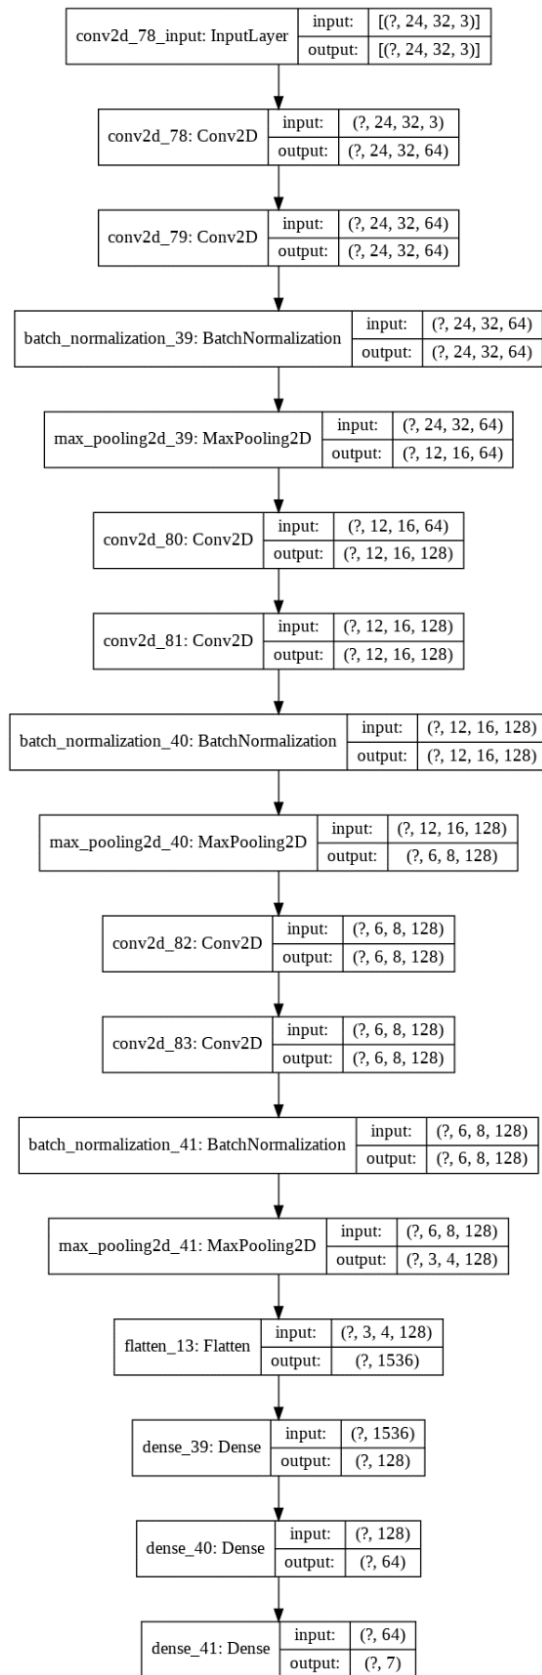 conv2d_78_input: InputLayer
input: [(?, 24, 32, 3)]
output: [(?, 24, 32, 3)]
conv2d_78: Conv2D
input: (?, 24, 32, 3)
output: (?, 24, 32, 64)
conv2d_79: Conv2D
input: (?, 24, 32, 64)
output: (?, 24, 32, 64)
batch_normalization_39: BatchNormalization
input: (?, 24, 32, 64)
output: (?, 24, 32, 64)
max_pooling2d_39: MaxPooling2D
input: (?, 24, 32, 64)
output: (?, 12, 16, 64)
conv2d_80: Conv2D
input: (?, 12, 16, 64)
output: (?, 12, 16, 128)
conv2d_81: Conv2D
input: (?, 12, 16, 128)
output: (?, 12, 16, 128)
batch_normalization_40: BatchNormalization
input: (?, 12, 16, 128)
output: (?, 12, 16, 128)
max_pooling2d_40: MaxPooling2D
input: (?, 12, 16, 128)
output: (?, 6, 8, 128)
conv2d_82: Conv2D
input: (?, 6, 8, 128)
output: (?, 6, 8, 128)
conv2d_83: Conv2D
input: (?, 6, 8, 128)
output: (?, 6, 8, 128)
batch_normalization_41: BatchNormalization
input: (?, 6, 8, 128)
output: (?, 6, 8, 128)
max_pooling2d_41: MaxPooling2D
input: (?, 6, 8, 128)
output: (?, 3, 4, 128)
flatten_13: Flatten
input: (?, 3, 4, 128)
output: (?, 1536)
dense_39: Dense
input: (?, 1536)
output: (?, 128)
dense_40: Dense
input: (?, 128)
output: (?, 64)
dense_41: Dense
input: (?, 64)
output: (?, 7)